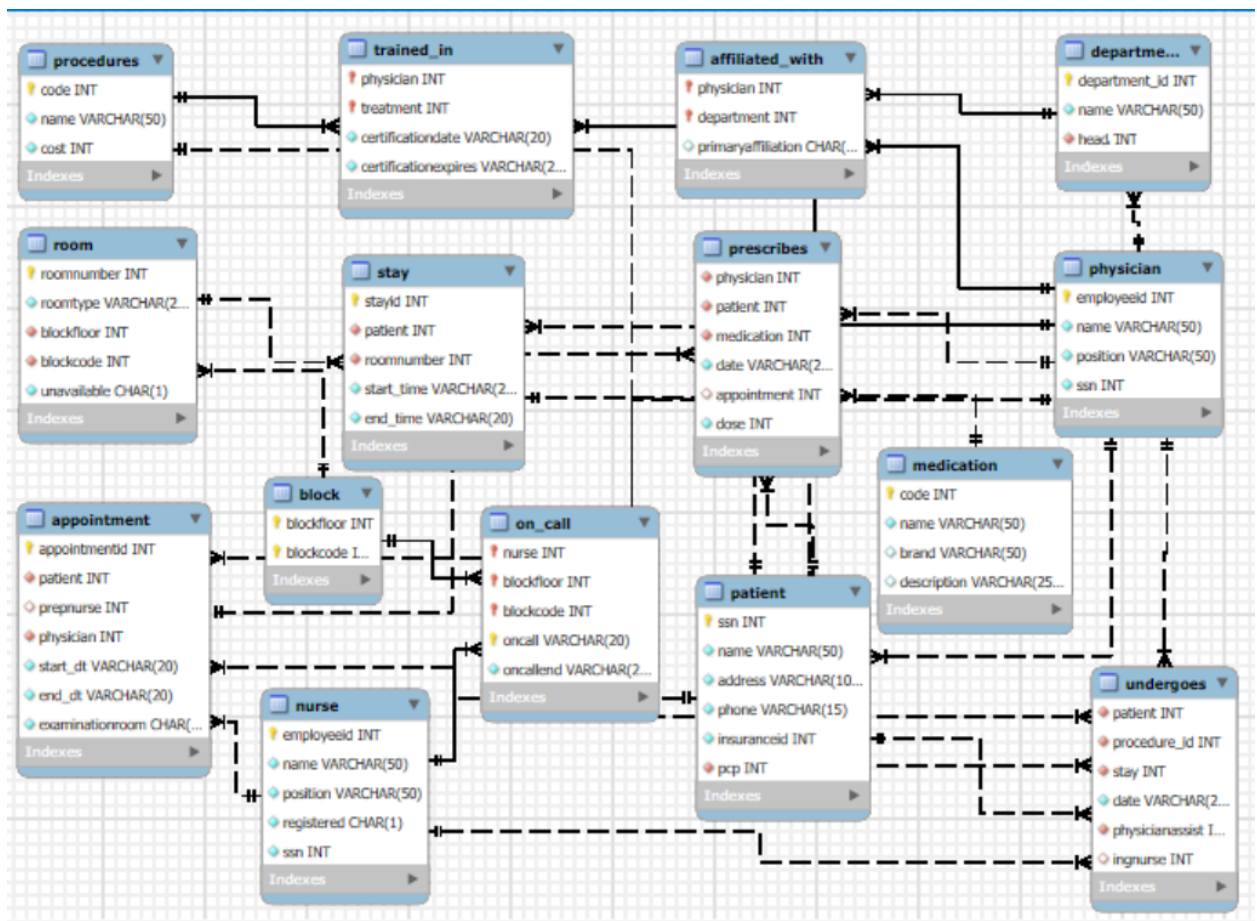 procedures
code INT
name VARCHAR(50)
cost INT
Indexes
trained_in
physician INT
treatment INT
certificationdate VARCHAR(20)
certificationexpires VARCHAR(2...
Indexes
affiliated_with
physician INT
department INT
primaryaffiliation CHAR(...
Indexes
departme...
department_id INT
name VARCHAR(50)
head INT
Indexes
room
roomnumber INT
roomtype VARCHAR(2...
blockfloor INT
blockcode INT
unavailable CHAR(1)
Indexes
stay
stayid INT
patient INT
roomnumber INT
start_time VARCHAR(2...
end_time VARCHAR(20)
Indexes
prescribes
physician INT
patient INT
medication INT
date VARCHAR(2...
appointment INT
dose INT
Indexes
physician
employeeid INT
name VARCHAR(50)
position VARCHAR(50)
ssn INT
Indexes
medication
code INT
name VARCHAR(50)
brand VARCHAR(50)
description VARCHAR(25...
Indexes
block
blockfloor INT
blockcode I...
Indexes
appointment
appointmentid INT
patient INT
prepnurse INT
physician INT
start_dt VARCHAR(20)
end_dt VARCHAR(20)
examinationroom CHAR(...
Indexes
on_call
nurse INT
blockfloor INT
blockcode INT
oncall VARCHAR(20)
oncallend VARCHAR(2...
Indexes
patient
ssn INT
name VARCHAR(50)
address VARCHAR(10...
phone VARCHAR(15)
insuranceid INT
pcp INT
Indexes
nurse
employeeid INT
name VARCHAR(50)
position VARCHAR(50)
registered CHAR(1)
ssn INT
Indexes
undergoes
patient INT
procedure_id INT
stay INT
date VARCHAR(2...
physicianassist I...
ingnurse INT
Indexes